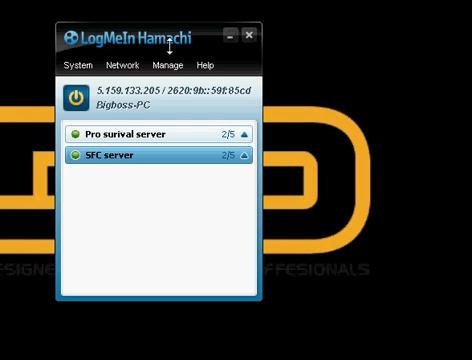 LogMeIn Hamachi
System Network Manage Help
5.159.133.205 / 2620:9b::59f:85cd
Bigboss-PC
Pro surival server 2/5
SFC server 2/5
ESIGNE FFESIONALS